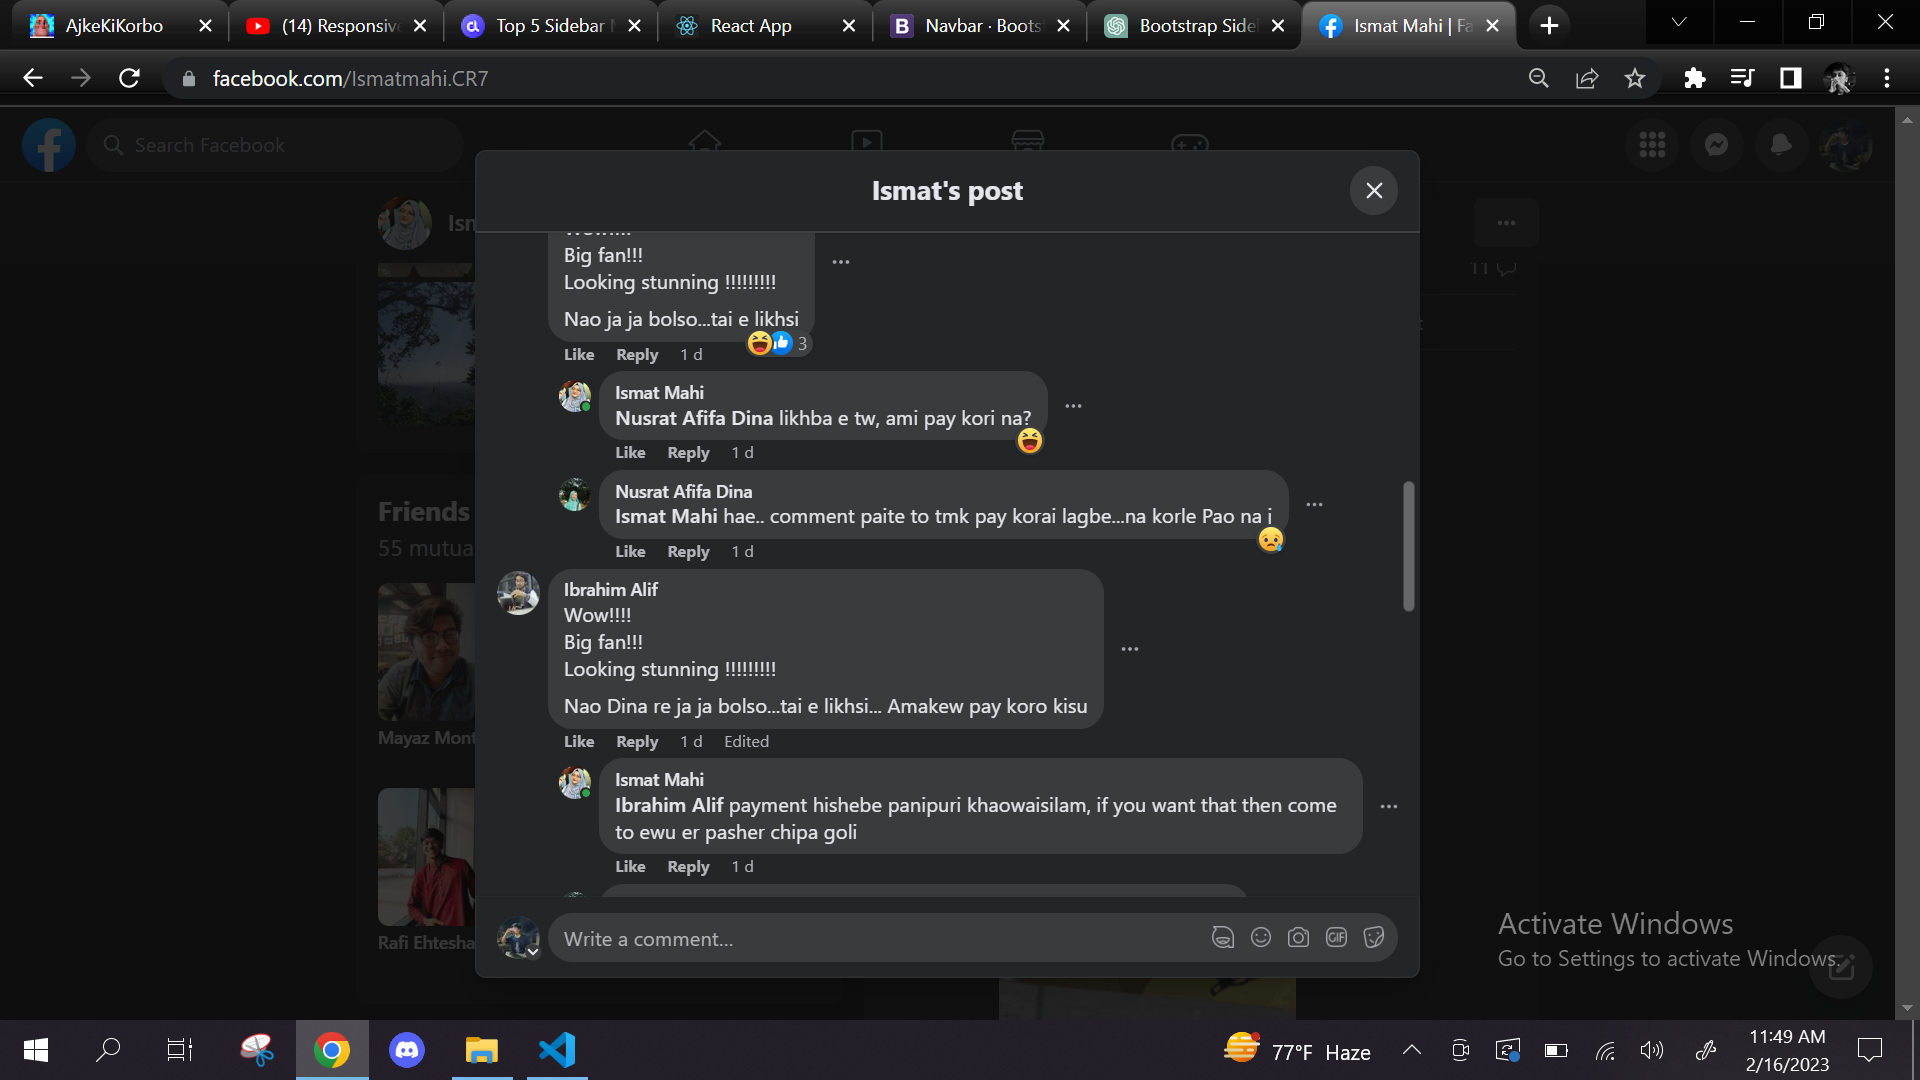 AjkeKiKorbo
(14) Responsive
Top 5 Sidebar
React App
Navbar · Boots
Bootstrap Side
Ismat Mahi | Fa
facebook.com/Ismatmahi.CR7
Search Facebook
Ismat's post
Big fan!!!
Looking stunning !!!!!!!!!
Nao ja ja bolso...tai e likhsi
Like Reply 1 d 3
Ismat Mahi
Nusrat Afifa Dina likhba e tw, ami pay kori na?
Like Reply 1 d
Nusrat Afifa Dina
Ismat Mahi hae.. comment paite to tmk pay korai lagbe...na korle Pao na j
Like Reply 1 d
Ibrahim Alif
Wow!!!!
Big fan!!!
Looking stunning !!!!!!!!!
Nao Dina re ja ja bolso...tai e likhsi... Amakew pay koro kisu
Like Reply 1 d Edited
Ismat Mahi
Ibrahim Alif payment hishebe panipuri khaowaisilam, if you want that then come
to ewu er pasher chipa goli
Like Reply 1 d
Write a comment...
GIF
Ism
11
Friends
55 mutua
Mayaz Mont
Rafi Ehtesha
Activate Windows
Go to Settings to activate Windows.
77°F Haze
11:49 AM
2/16/2023